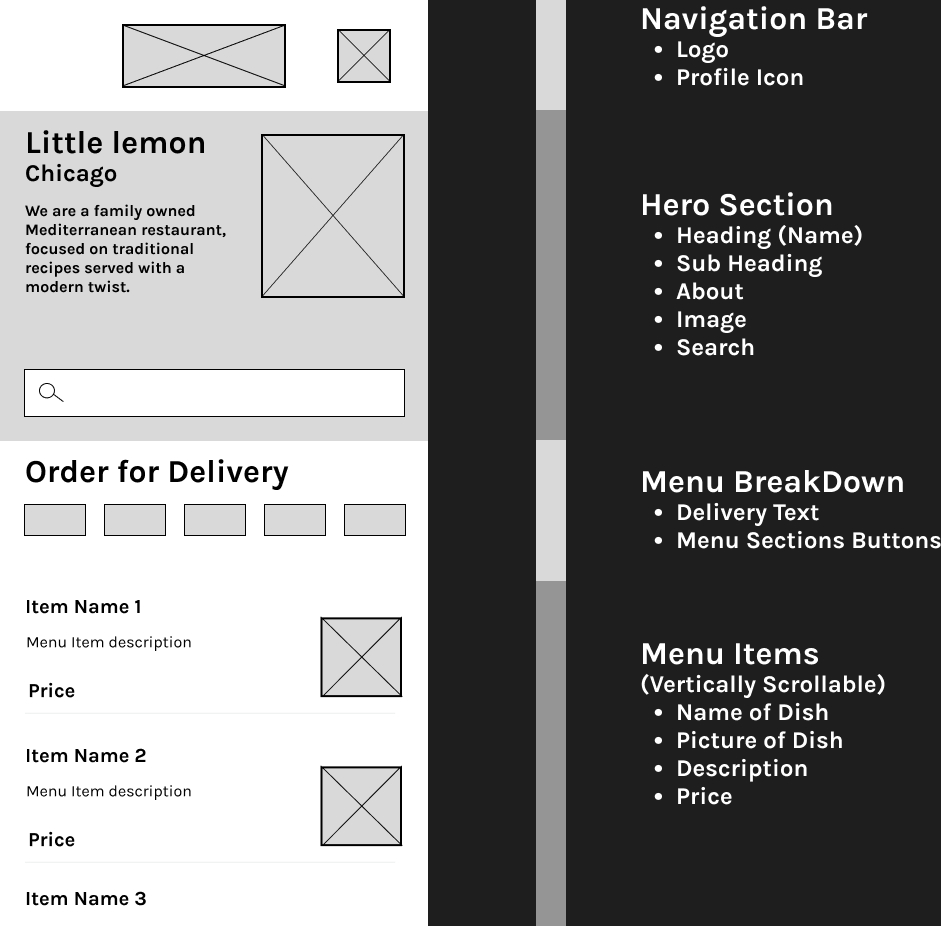 Little lemon
Chicago
We are a family owned
Mediterranean restaurant,
focused on traditional
recipes served with a
modern twist.
Order for Delivery
Item Name 1
Menu Item description
Price
Item Name 2
Menu Item description
Price
Item Name 3
Navigation Bar
• Logo
• Profile Icon
Hero Section
• Heading (Name)
• Sub Heading
• About
• Image
• Search
Menu BreakDown
• Delivery Text
• Menu Sections Buttons
Menu Items
(Vertically Scrollable)
• Name of Dish
• Picture of Dish
• Description
• Price